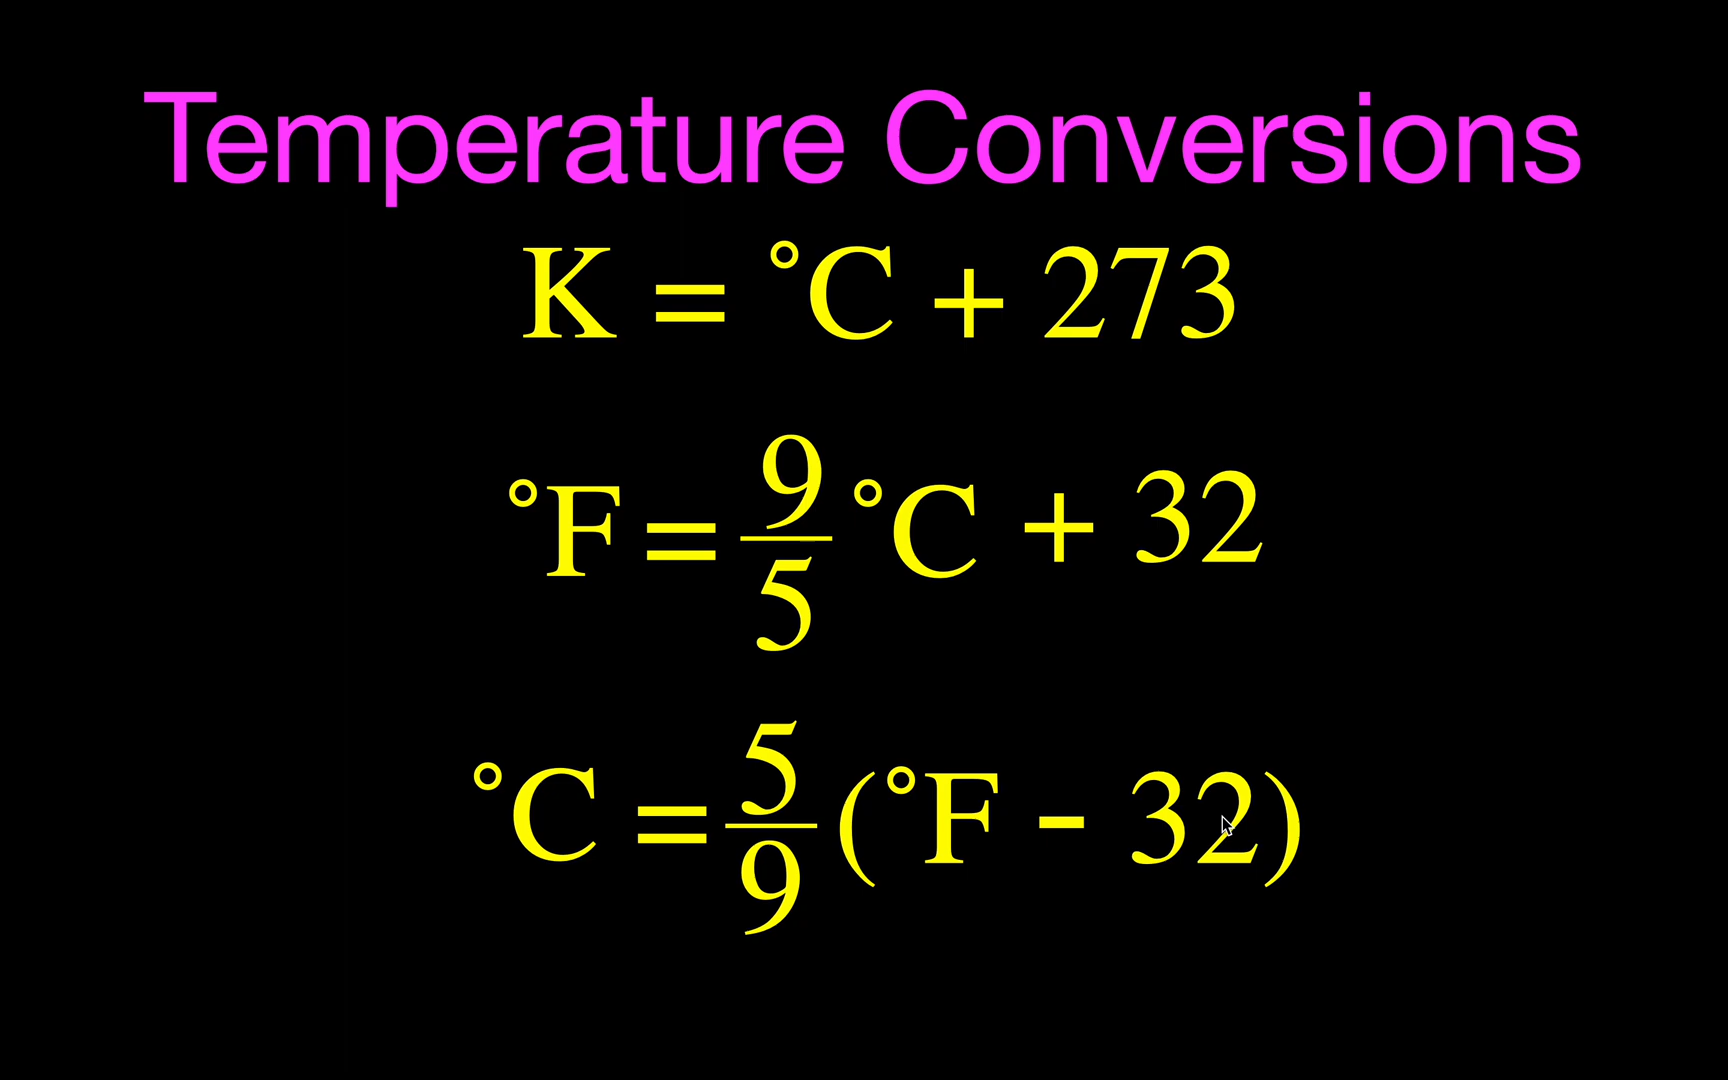 Temperature Conversions
K = °C + 273
°F = 9/5 °C + 32
°C = 5/9 (°F - 32)